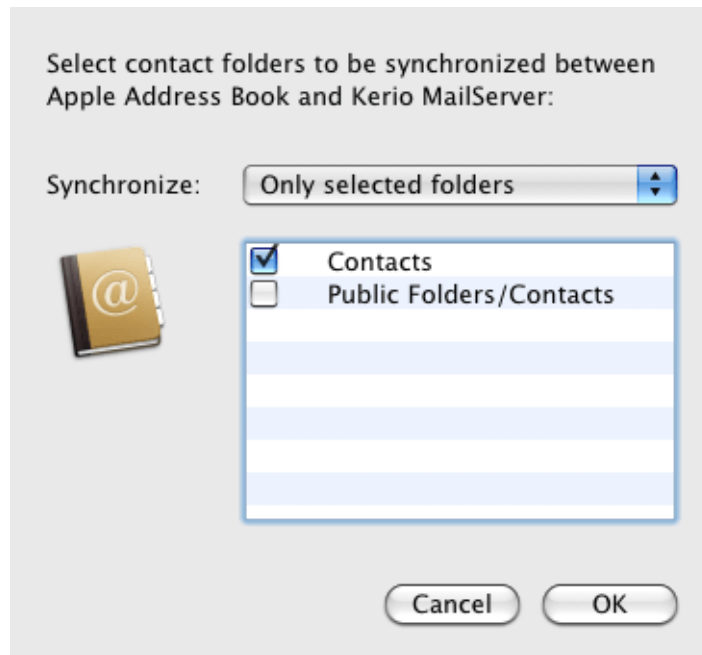 Select contact folders to be synchronized between
Apple Address Book and Kerio MailServer:
Synchronize: Only selected folders
@
Contacts
Public Folders/Contacts
Cancel OK